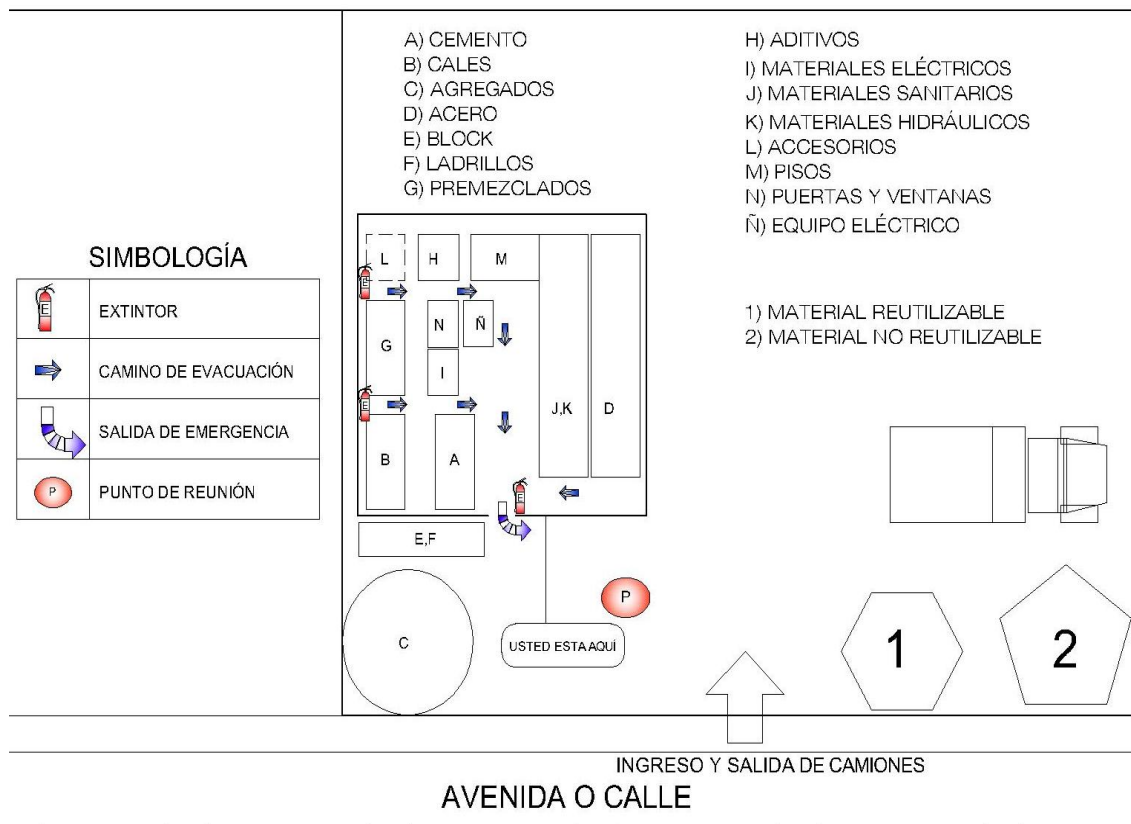 A) CEMENTO
B) CALES
C) AGREGADOS
D) ACERO
E) BLOCK
F) LADRILLOS
G) PREMEZCLADOS
H) ADITIVOS
I) MATERIALES ELÉCTRICOS
J) MATERIALES SANITARIOS
K) MATERIALES HIDRÁULICOS
L) ACCESORIOS
M) PISOS
N) PUERTAS Y VENTANAS
Ñ) EQUIPO ELÉCTRICO
1) MATERIAL REUTILIZABLE
2) MATERIAL NO REUTILIZABLE
SIMBOLOGÍA
E
EXTINTOR
CAMINO DE EVACUACIÓN
SALIDA DE EMERGENCIA
P
PUNTO DE REUNIÓN
L
H
M
E
N
Ñ
G
I
E
J,K
D
B
A
E
E,F
P
C
USTED ESTA AQUÍ
1
2
INGRESO Y SALIDA DE CAMIONES
AVENIDA O CALLE